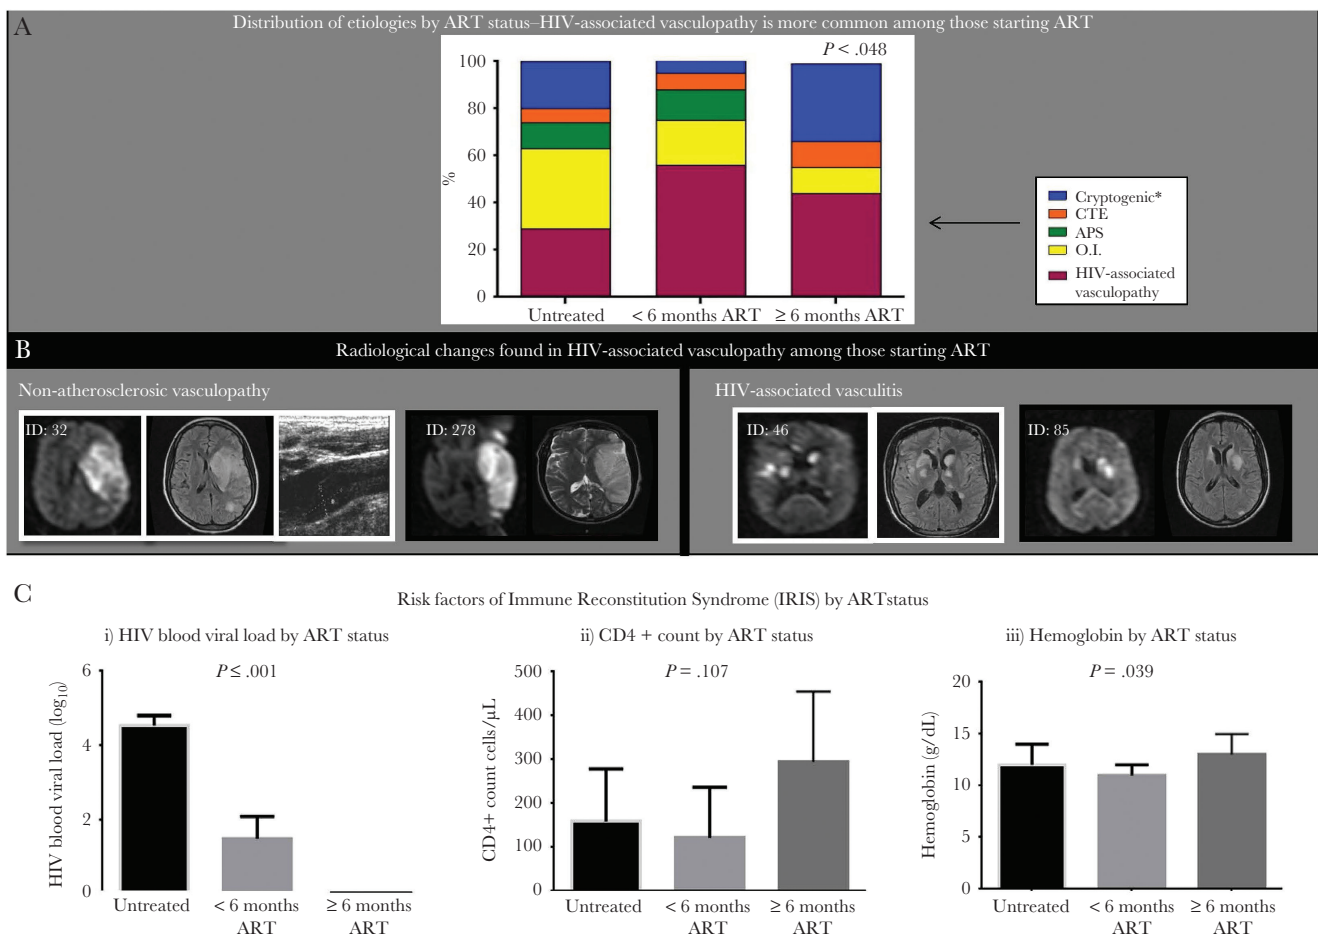 A
Distribution of etiologies by ART status–HIV-associated vasculopathy is more common among those starting ART
P < .048
100
80
60
40
20
0
%
Untreated
< 6 months ART
≥ 6 months ART
Cryptogenic*
CTE
APS
O.I.
HIV-associated
vasculopathy
B
Radiological changes found in HIV-associated vasculopathy among those starting ART
Non-atherosclerosic vasculopathy
ID: 32
ID: 278
HIV-associated vasculitis
ID: 46
ID: 85
C
Risk factors of Immune Reconstitution Syndrome (IRIS) by ARTstatus
i) HIV blood viral load by ART status
P ≤ .001
HIV blood viral load (log10)
6
4
2
0
Untreated
< 6 months
ART
≥ 6 months
ART
ii) CD4 + count by ART status
P = .107
CD4+ count cells/μL
500
400
300
200
100
0
Untreated
< 6 months
ART
≥ 6 months
ART
iii) Hemoglobin by ART status
P = .039
Hemoglobin (g/dL)
20
15
10
5
0
Untreated
< 6 months
ART
≥ 6 months
ART